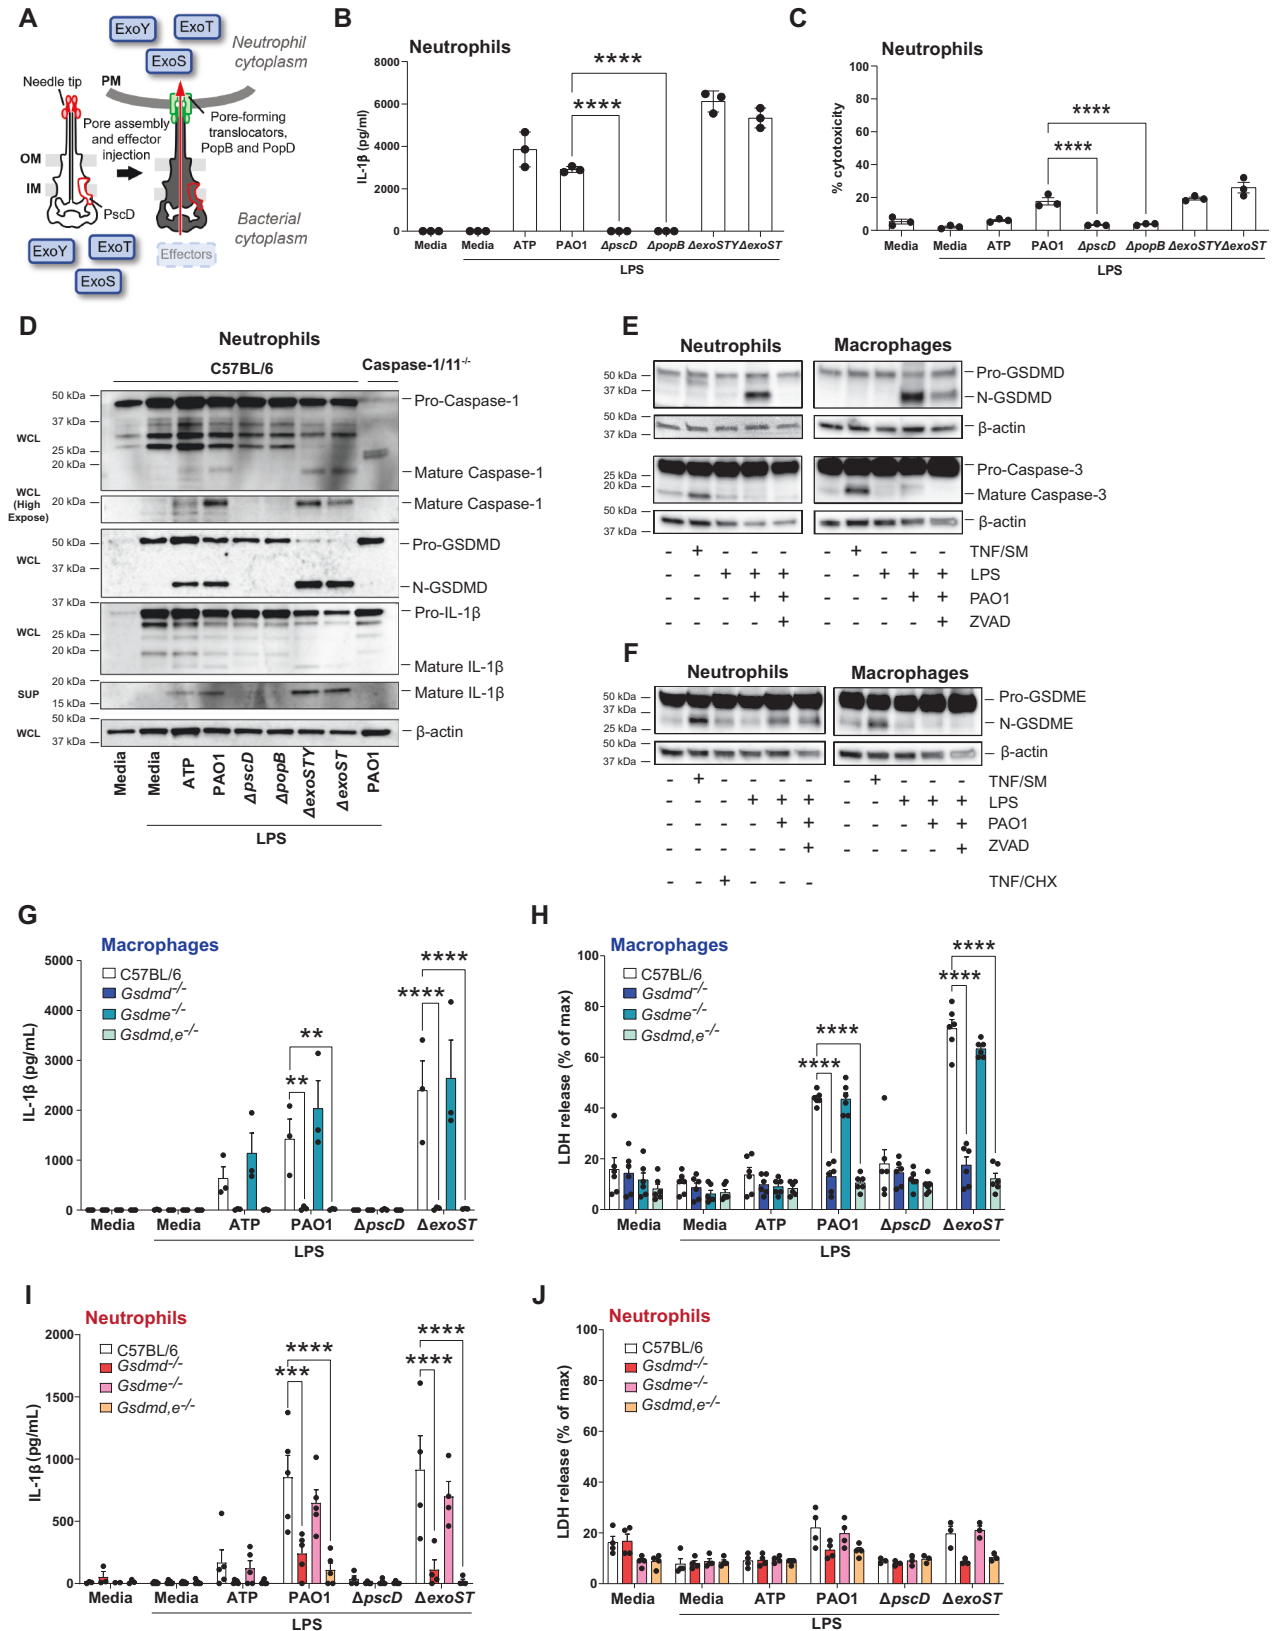 A
ExoY
ExoT
ExoS
Neutrophil
cytoplasm
Needle tip
PM
Pore assembly
and effector
injection
Pore-forming
translocators,
PopB and PopD
OM
IM
PscD
Bacterial
cytoplasm
Effectors
ExoY
ExoT
ExoS
B
Neutrophils
IL-1β (pg/ml)
8000
6000
4000
2000
0
****
****
Media Media ATP PAO1 ΔpscD ΔpopB ΔexoSTY ΔexoST
LPS
C
Neutrophils
% cytotoxicity
100
80
60
40
20
0
****
****
Media Media ATP PAO1 ΔpscD ΔpopB ΔexoSTY ΔexoST
LPS
D
Neutrophils
C57BL/6
Caspase-1/11-/-
50 kDa
37 kDa
25 kDa
20 kDa
WCL
Pro-Caspase-1
Mature Caspase-1
WCL
(High
Expose)
20 kDa
Mature Caspase-1
50 kDa
WCL
37 kDa
Pro-GSDMD
N-GSDMD
37 kDa
WCL
25 kDa
20 kDa
Pro-IL-1β
Mature IL-1β
20 kDa
SUP
15 kDa
Mature IL-1β
50 kDa
WCL
37 kDa
β-actin
Media Media ATP PAO1 ΔpscD ΔpopB ΔexoSTY ΔexoST PAO1
LPS
E
Neutrophils
Macrophages
50 kDa
37 kDa
Pro-GSDMD
N-GSDMD
50 kDa
37 kDa
β-actin
25 kDa
20 kDa
Pro-Caspase-3
Mature Caspase-3
50 kDa
37 kDa
β-actin
- + - - - - + - - - TNF/SM
- - + + + - - + + + LPS
- - - + + - - - + + PAO1
- - - - + - - - - + ZVAD
F
Neutrophils
Macrophages
50 kDa
37 kDa
25 kDa
Pro-GSDME
N-GSDME
50 kDa
37 kDa
β-actin
- + - - - - - + - - - TNF/SM
- - - + + + - - + + + LPS
- - - - + + - - - + + PAO1
- - - - - + - - - - + ZVAD
- - + - - - TNF/CHX
G
Macrophages
C57BL/6
Gsdmd-/-
Gsdme-/-
Gsdmd,e-/-
IL-1β (pg/mL)
5000
4000
3000
2000
1000
0
**
**
****
****
Media Media ATP PAO1 ΔpscD ΔexoST
LPS
H
Macrophages
C57BL/6
Gsdmd-/-
Gsdme-/-
Gsdmd,e-/-
LDH release (% of max)
100
80
60
40
20
0
****
****
****
****
Media Media ATP PAO1 ΔpscD ΔexoST
LPS
I
Neutrophils
C57BL/6
Gsdmd-/-
Gsdme-/-
Gsdmd,e-/-
IL-1β (pg/mL)
2000
1500
1000
500
0
****
***
****
****
Media Media ATP PAO1 ΔpscD ΔexoST
LPS
J
Neutrophils
C57BL/6
Gsdmd-/-
Gsdme-/-
Gsdmd,e-/-
LDH release (% of max)
100
80
60
40
20
0
Media Media ATP PAO1 ΔpscD ΔexoST
LPS